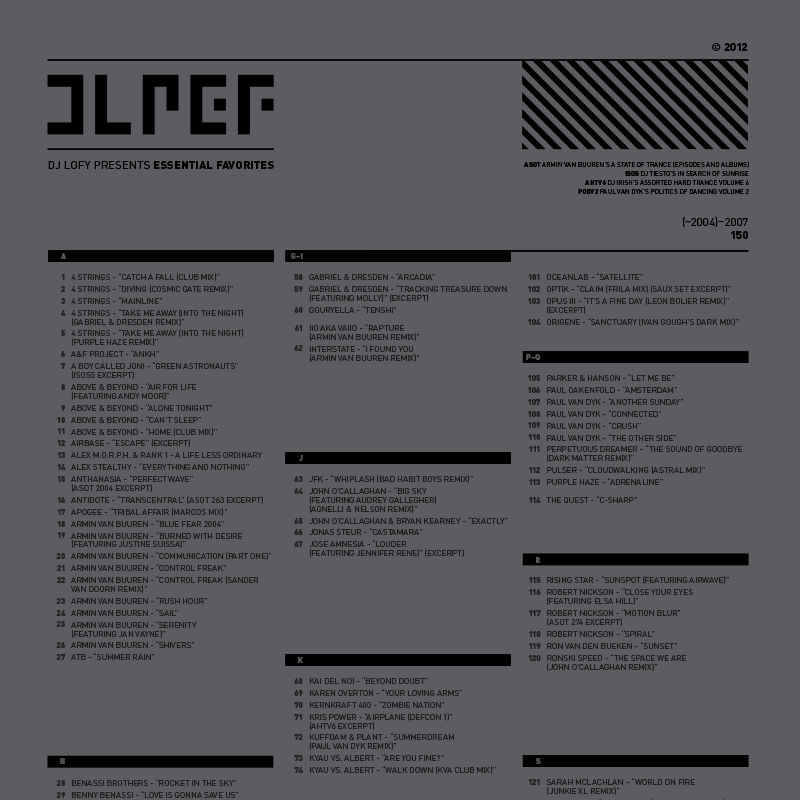 © 2012
DJ LOFY PRESENTS ESSENTIAL FAVORITES
ASOT ARMIN VAN BUUREN'S A STATE OF TRANCE (EPISODES AND ALBUMS)
ISOS DJ TIESTO'S IN SEARCH OF SUNRISE
AHTV6 DJ IRISH'S ASSORTED HARD TRANCE VOLUME 6
PODV2 PAUL VAN DYK'S POLITICS OF DANCING VOLUME 2
(~2004)–2007
150
A
1 4 STRINGS - "CATCH A FALL (CLUB MIX)"
2 4 STRINGS - "DIVING (COSMIC GATE REMIX)"
3 4 STRINGS - "MAINLINE"
4 4 STRINGS - "TAKE ME AWAY (INTO THE NIGHT)
(GABRIEL & DRESDEN REMIX)"
5 4 STRINGS - "TAKE ME AWAY (INTO THE NIGHT)
(PURPLE HAZE REMIX)"
6 A&F PROJECT - "ANKH"
7 A BOY CALLED JONI - "GREEN ASTRONAUTS"
(ISOS5 EXCERPT)
8 ABOVE & BEYOND - "AIR FOR LIFE
(FEATURING ANDY MOOR)"
9 ABOVE & BEYOND - "ALONE TONIGHT"
10 ABOVE & BEYOND - "CAN'T SLEEP"
11 ABOVE & BEYOND - "HOME (CLUB MIX)"
12 AIRBASE - "ESCAPE" (EXCERPT)
13 ALEX M.O.R.P.H. & RANK 1 - A LIFE LESS ORDINARY
14 ALEX STEALTHY - "EVERYTHING AND NOTHING"
15 ANTHANASIA - "PERFECT WAVE"
(ASOT 2004 EXCERPT)
16 ANTIDOTE - "TRANSCENTRAL" (ASOT 263 EXCERPT)
17 APOGEE - "TRIBAL AFFAIR (MARCOS MIX)"
18 ARMIN VAN BUUREN - "BLUE FEAR 2004"
19 ARMIN VAN BUUREN - "BURNED WITH DESIRE
(FEATURING JUSTINE SUISSA)"
20 ARMIN VAN BUUREN - "COMMUNICATION (PART ONE)"
21 ARMIN VAN BUUREN - "CONTROL FREAK"
22 ARMIN VAN BUUREN - "CONTROL FREAK (SANDER
VAN DOORN REMIX)"
23 ARMIN VAN BUUREN - "RUSH HOUR"
24 ARMIN VAN BUUREN - "SAIL"
25 ARMIN VAN BUUREN - "SERENITY
(FEATURING JAN VAYNE)"
26 ARMIN VAN BUUREN - "SHIVERS"
27 ATB - "SUMMER RAIN"
B
28 BENASSI BROTHERS - "ROCKET IN THE SKY"
29 BENNY BENASSI - "LOVE IS GONNA SAVE US"
G–I
58 GABRIEL & DRESDEN - "ARCADIA"
59 GABRIEL & DRESDEN - "TRACKING TREASURE DOWN
(FEATURING MOLLY)" (EXCERPT)
60 GOURYELLA - "TENSHI"
61 IIO AKA VAIIO - "RAPTURE
(ARMIN VAN BUUREN REMIX)
62 INTERSTATE - "I FOUND YOU
(ARMIN VAN BUUREN REMIX)"
J
63 JFK - "WHIPLASH (BAD HABIT BOYS REMIX)"
64 JOHN O'CALLAGHAN - "BIG SKY
(FEATURING AUDREY GALLEGHER)
(AGNELLI & NELSON REMIX)"
65 JOHN O'CALLAGHAN & BRYAN KEARNEY - "EXACTLY"
66 JONAS STEUR - "CASTAMARA"
67 JOSE AMNESIA - "LOUDER
(FEATURING JENNIFER RENE)" (EXCERPT)
K
68 KAI DEL NOI - "BEYOND DOUBT"
69 KAREN OVERTON - "YOUR LOVING ARMS"
70 KERNKRAFT 400 - "ZOMBIE NATION"
71 KRIS POWER - "AIRPLANE (DEFCON 1)"
(AHTV6 EXCERPT)
72 KUFFDAM & PLANT - "SUMMERDREAM
(PAUL VAN DYK REMIX)"
73 KYAU VS. ALBERT - "ARE YOU FINE?"
74 KYAU VS. ALBERT - "WALK DOWN (KVA CLUB MIX)"
101 OCEANLAB - "SATELLITE"
102 OPTIK - "CLAIM (FRILA MIX) (SAUX SET EXCERPT)"
103 OPUS III - "IT'S A FINE DAY (LEON BOLIER REMIX)"
(EXCERPT)
104 ORIGENE - "SANCTUARY (IVAN GOUGH'S DARK MIX)"
P–Q
105 PARKER & HANSON - "LET ME BE"
106 PAUL OAKENFOLD - "AMSTERDAM"
107 PAUL VAN DYK - "ANOTHER SUNDAY"
108 PAUL VAN DYK - "CONNECTED"
109 PAUL VAN DYK - "CRUSH"
110 PAUL VAN DYK - "THE OTHER SIDE"
111 PERPETUOUS DREAMER - "THE SOUND OF GOODBYE
(DARK MATTER REMIX)"
112 PULSER - "CLOUDWALKING (ASTRAL MIX)"
113 PURPLE HAZE - "ADRENALINE"
114 THE QUEST - "C-SHARP"
R
115 RISING STAR - "SUNSPOT (FEATURING AIRWAVE)"
116 ROBERT NICKSON - "CLOSE YOUR EYES
(FEATURING ELSA HILL)"
117 ROBERT NICKSON - "MOTION BLUR"
(ASOT 274 EXCERPT)
118 ROBERT NICKSON - "SPIRAL"
119 RON VAN DEN BUEKEN - "SUNSET"
120 RONSKI SPEED - "THE SPACE WE ARE
(JOHN O'CALLAGHAN REMIX)"
S
121 SARAH MCLACHLAN - "WORLD ON FIRE
(JUNKIE XL REMIX)"